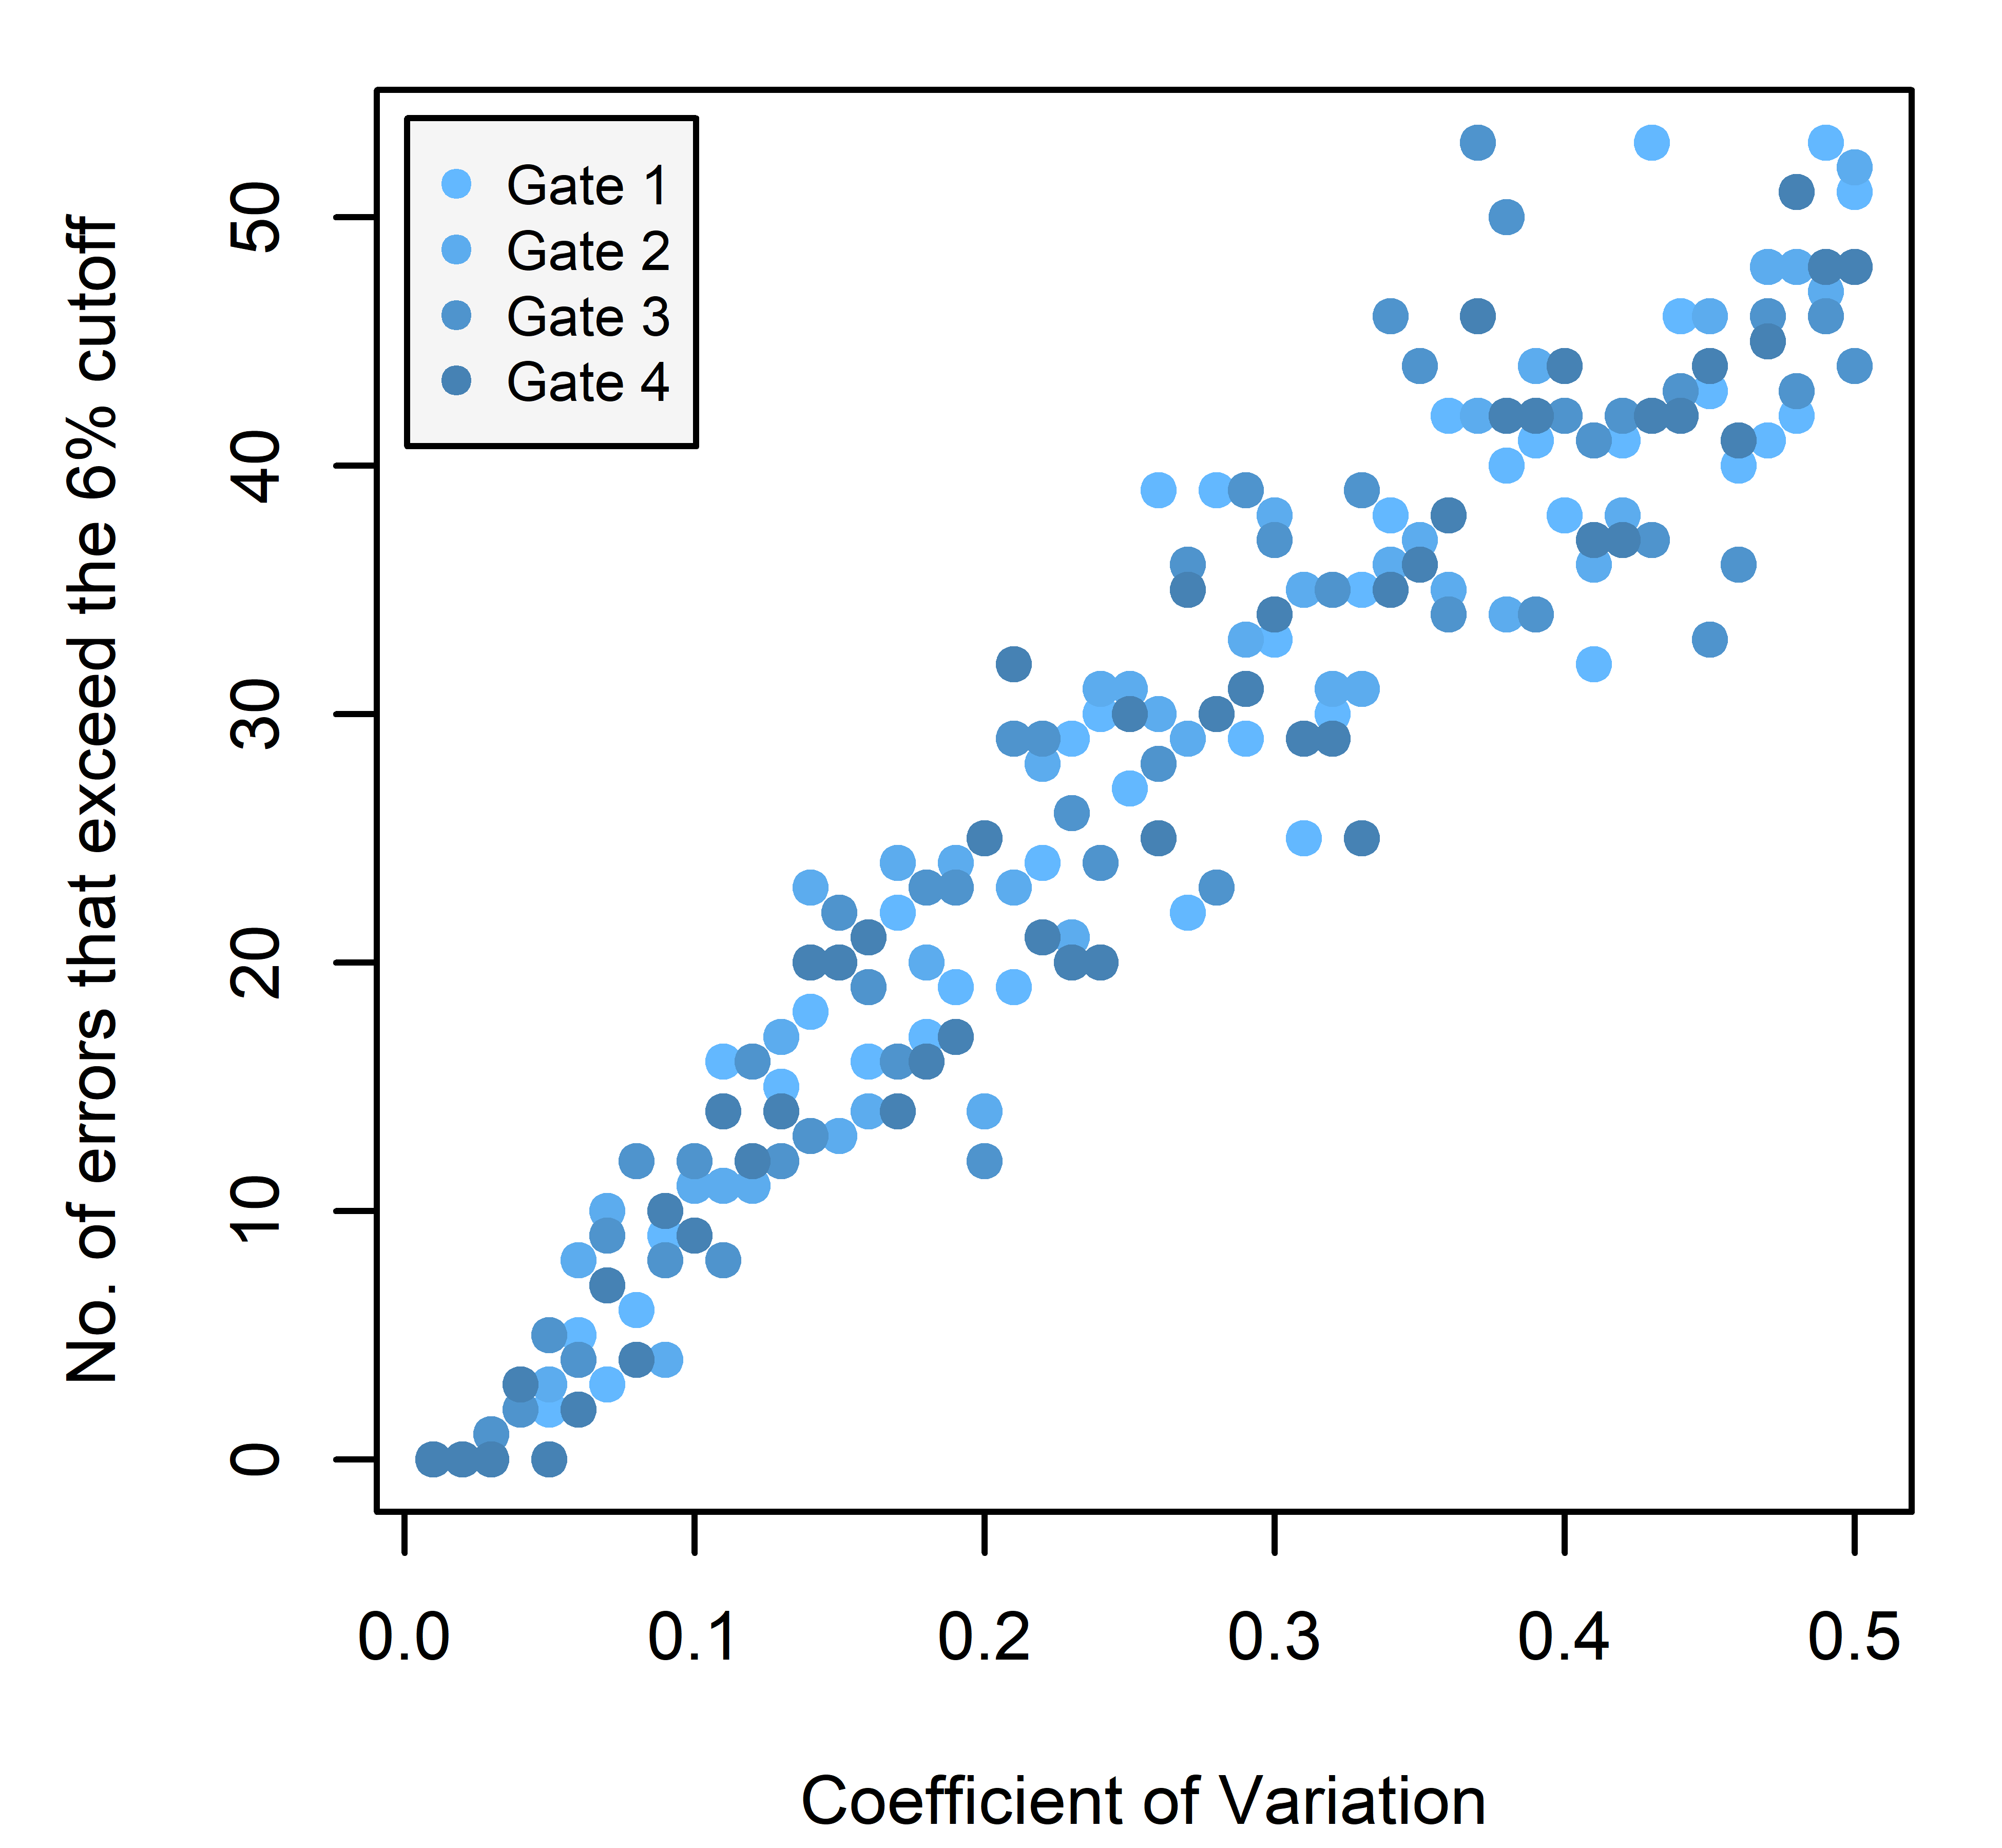 No. of errors that exceed the 6% cutoff
50
40
30
20
10
0
Gate 1
Gate 2
Gate 3
Gate 4
0.0 0.1 0.2 0.3 0.4 0.5
Coefficient of Variation